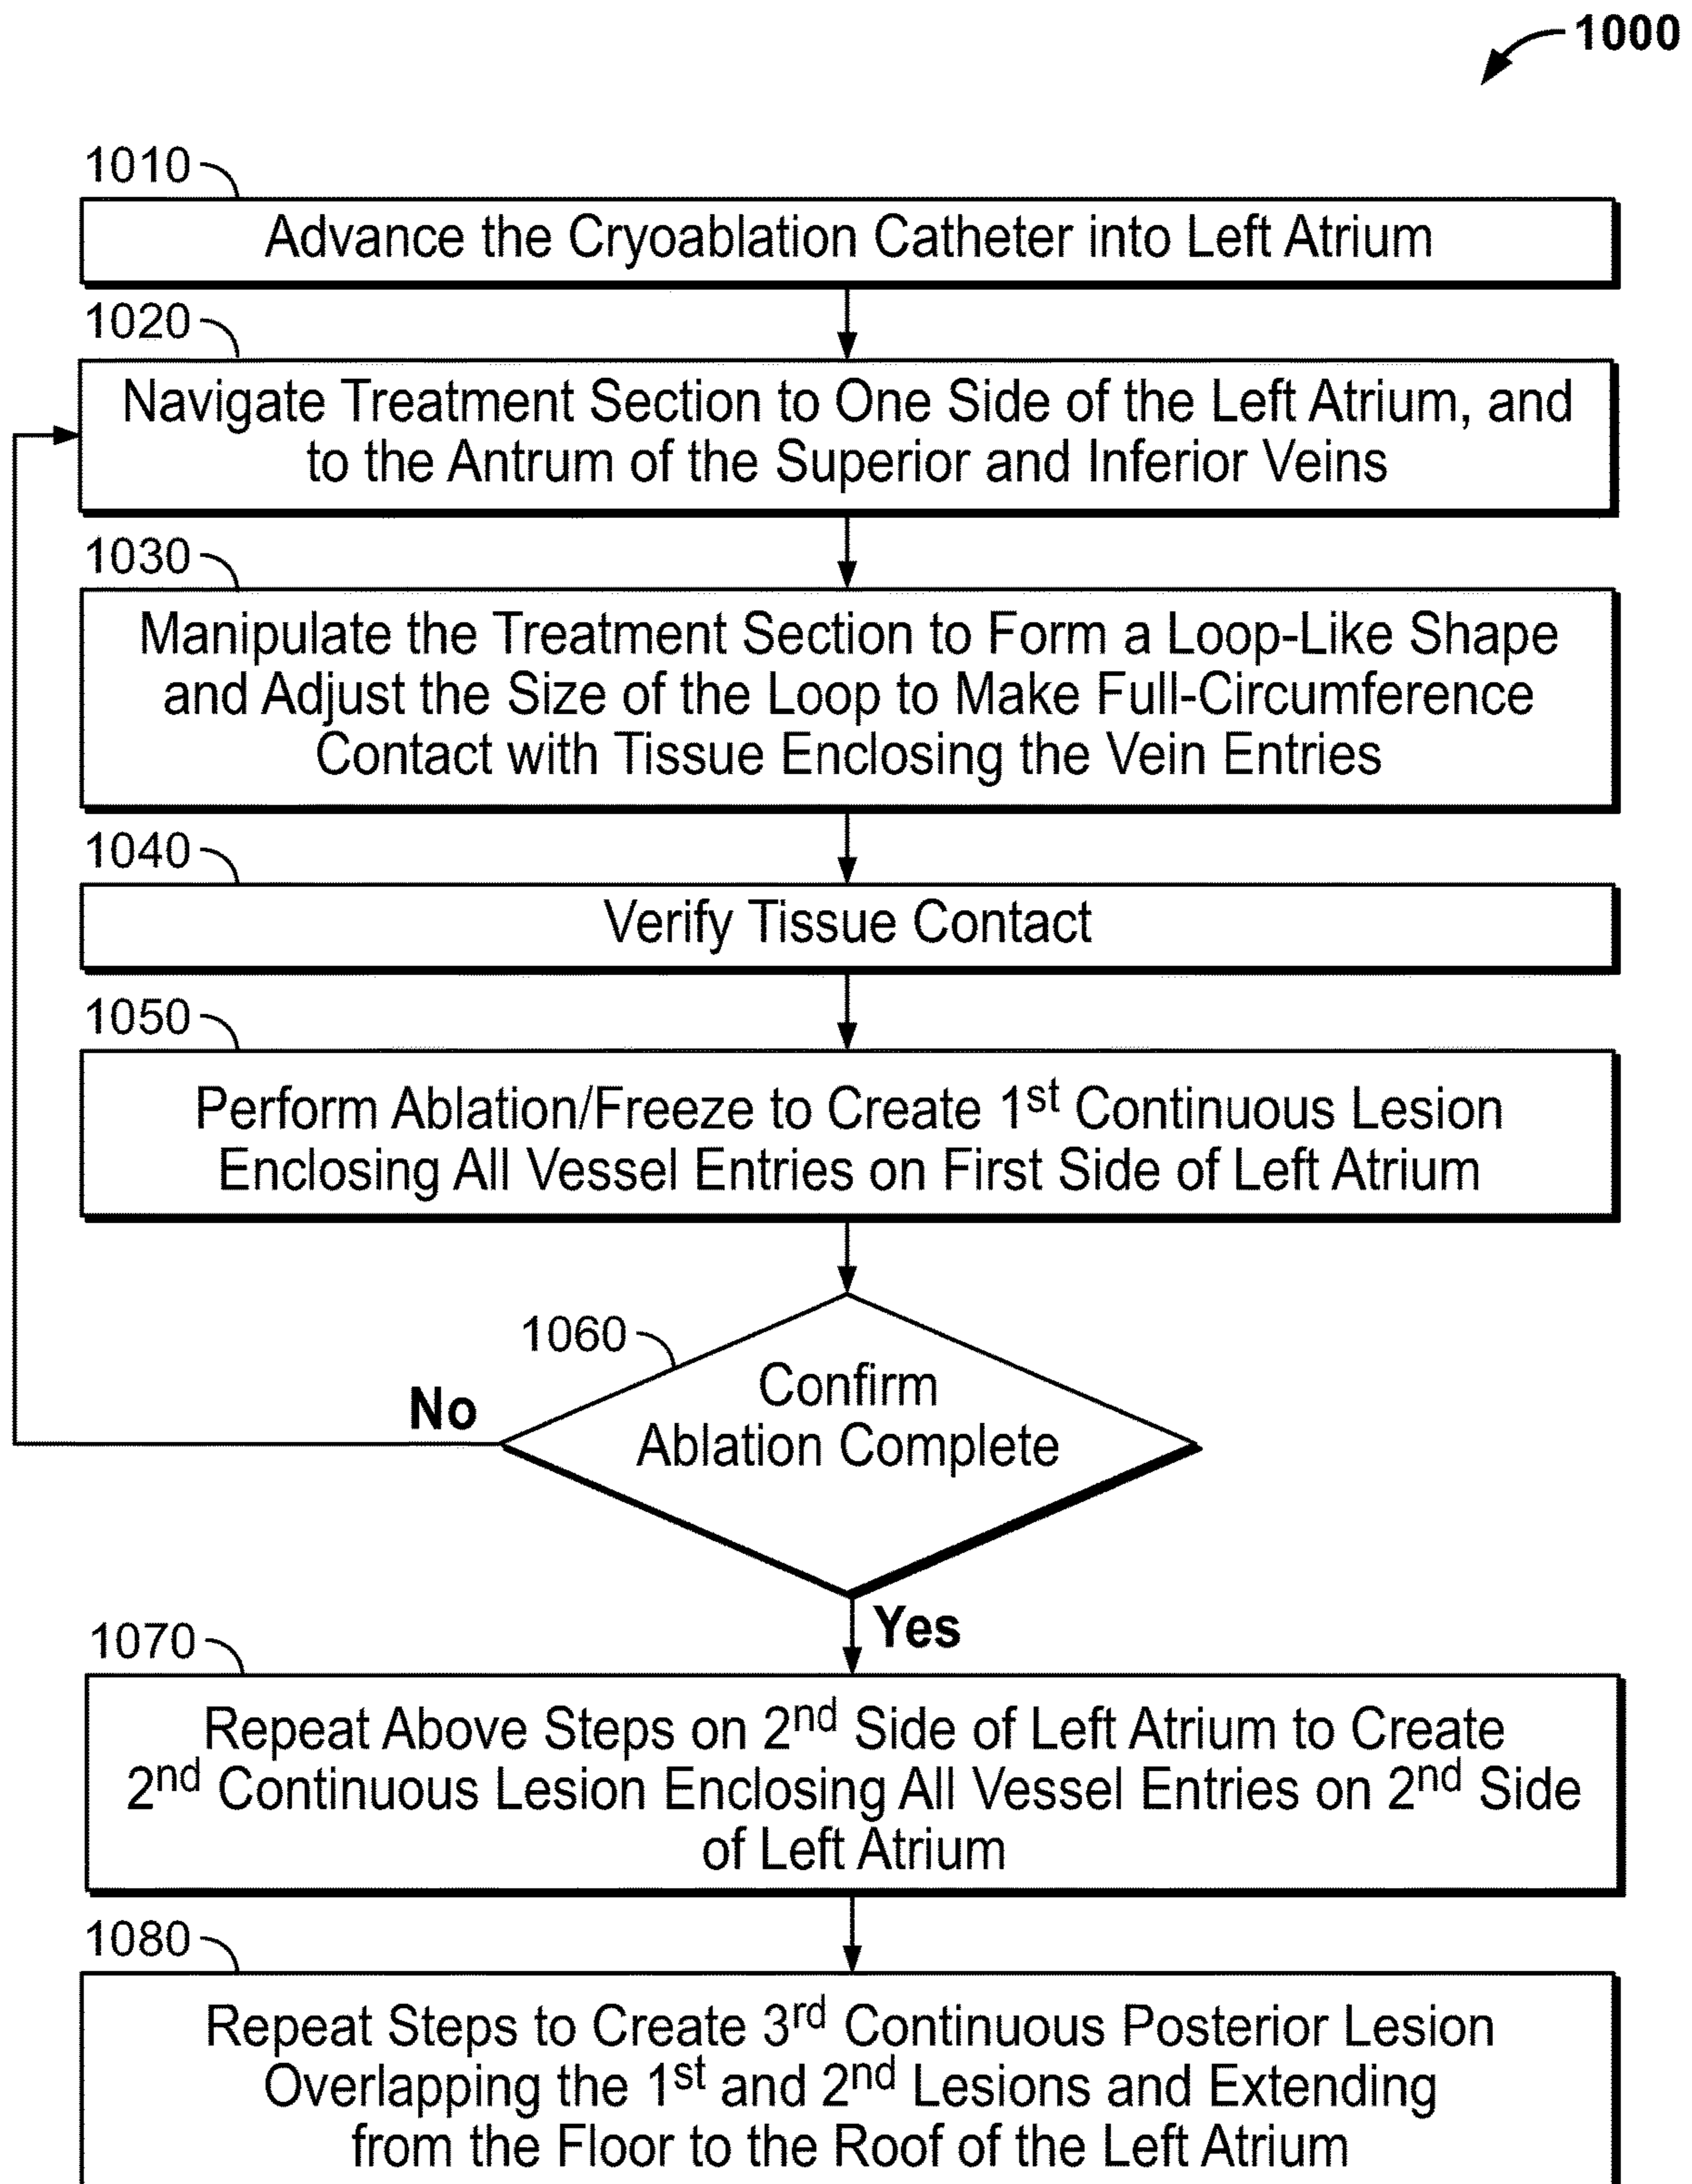 1000
1010
Advance the Cryoablation Catheter into Left Atrium
1020
Navigate Treatment Section to One Side of the Left Atrium, and
to the Antrum of the Superior and Inferior Veins
1030
Manipulate the Treatment Section to Form a Loop-Like Shape
and Adjust the Size of the Loop to Make Full-Circumference
Contact with Tissue Enclosing the Vein Entries
1040
Verify Tissue Contact
1050
Perform Ablation/Freeze to Create 1st Continuous Lesion
Enclosing All Vessel Entries on First Side of Left Atrium
1060
Confirm
Ablation Complete
No
Yes
1070
Repeat Above Steps on 2nd Side of Left Atrium to Create
2nd Continuous Lesion Enclosing All Vessel Entries on 2nd Side
of Left Atrium
1080
Repeat Steps to Create 3rd Continuous Posterior Lesion
Overlapping the 1st and 2nd Lesions and Extending
from the Floor to the Roof of the Left Atrium